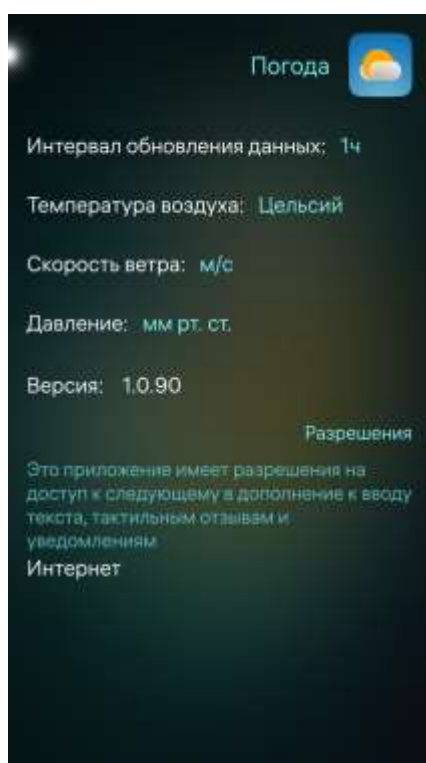 Погода
Интервал обновления данных: 1ч
Температура воздуха: Цельсий
Скорость ветра: м/с
Давление: мм рт. ст.
Версия: 1.0.90
Разрешения
Это приложение имеет разрешения на
доступ к следующему в дополнение к вводу
текста, тактильным отзывам и
уведомлениям
Интернет